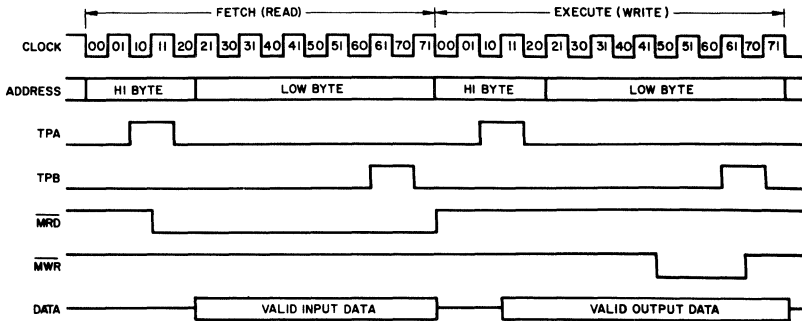 FETCH (READ) EXECUTE (WRITE)
CLOCK 00 01 10 11 20 21 30 31 40 41 50 51 60 61 70 71 00 01 10 11 20 21 30 31 40 41 50 51 60 61 70 71
ADDRESS HI BYTE LOW BYTE HI BYTE LOW BYTE
TPA
TPB
MRD
MWR
DATA VALID INPUT DATA VALID OUTPUT DATA